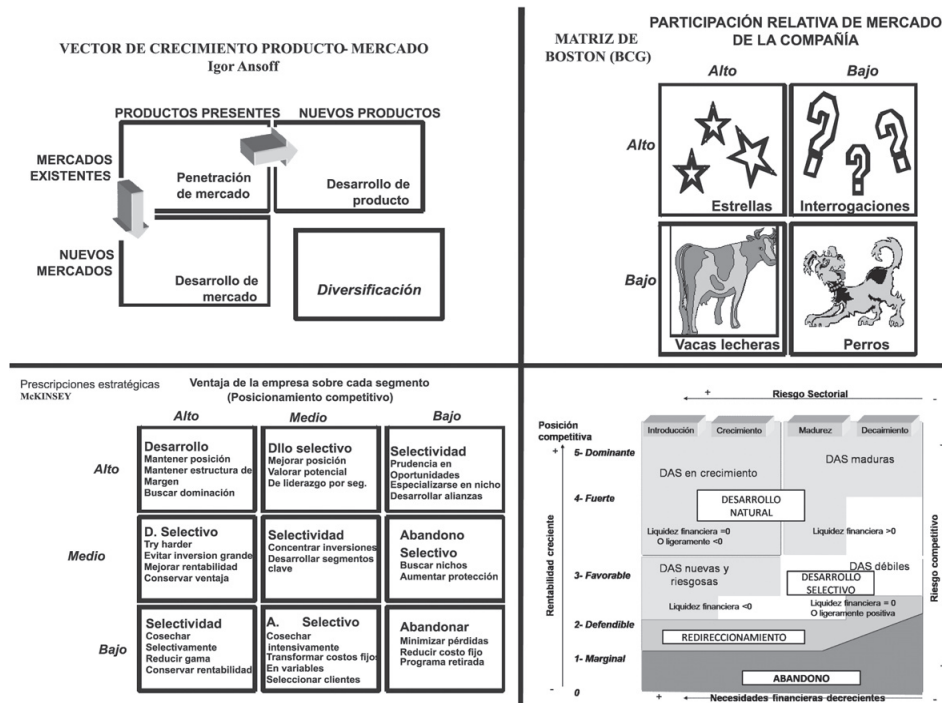 VECTOR DE CRECIMIENTO PRODUCTO- MERCADO
Igor Ansoff
PRODUCTOS PRESENTES
NUEVOS PRODUCTOS
MERCADOS
EXISTENTES
Penetración
de mercado
Desarrollo de
producto
NUEVOS
MERCADOS
Desarrollo de
mercado
Diversificación
MATRIZ DE
BOSTON (BCG)
PARTICIPACIÓN RELATIVA DE MERCADO
DE LA COMPAÑÍA
Alto
Bajo
Alto
Estrellas
Interrogaciones
Bajo
Vacas lecheras
Perros
Prescripciones estratégicas
McKINSEY
Ventaja de la empresa sobre cada segmento
(Posicionamiento competitivo)
Alto
Medio
Bajo
Alto
Desarrollo
Mantener posición
Mantener estructura de
Margen
Buscar dominación
Dllo selectivo
Mejorar posición
Valorar potencial
De liderazgo por seg.
Selectividad
Prudencia en
Oportunidades
Especializarse en nicho
Desarrollar alianzas
Medio
D. Selectivo
Try harder
Evitar inversion grande
Mejorar rentabilidad
Conservar ventaja
Selectividad
Concentrar inversiones
Desarrollar segmentos
clave
Abandono
Selectivo
Buscar nichos
Aumentar protección
Bajo
Selectividad
Cosechar
Selectivamente
Reducir gama
Conservar rentabilidad
A. Selectivo
Cosechar
intensivamente
Transformar costos fijos
En variables
Seleccionar clientes
Abandonar
Minimizar pérdidas
Reducir costo fijo
Programa retirada
+ Riesgo Sectorial -
Posición
competitiva
Introducción
Crecimiento
Madurez
Decaimiento
+
Rentabilidad creciente
-
5- Dominante
4- Fuerte
3- Favorable
2- Defendible
1- Marginal
0
DAS en crecimiento
DAS maduras
DESARROLLO
NATURAL
Liquidez financiera =0
O ligeramente <0
Liquidez financiera >0
DAS nuevas y
riesgosas
DAS débiles
DESARROLLO
SELECTIVO
Liquidez financiera <0
Liquidez financiera = 0
O ligeramente positiva
REDIRECCIONAMIENTO
ABANDONO
-
Riesgo competitivo
-
+ Necesidades financieras decrecientes -